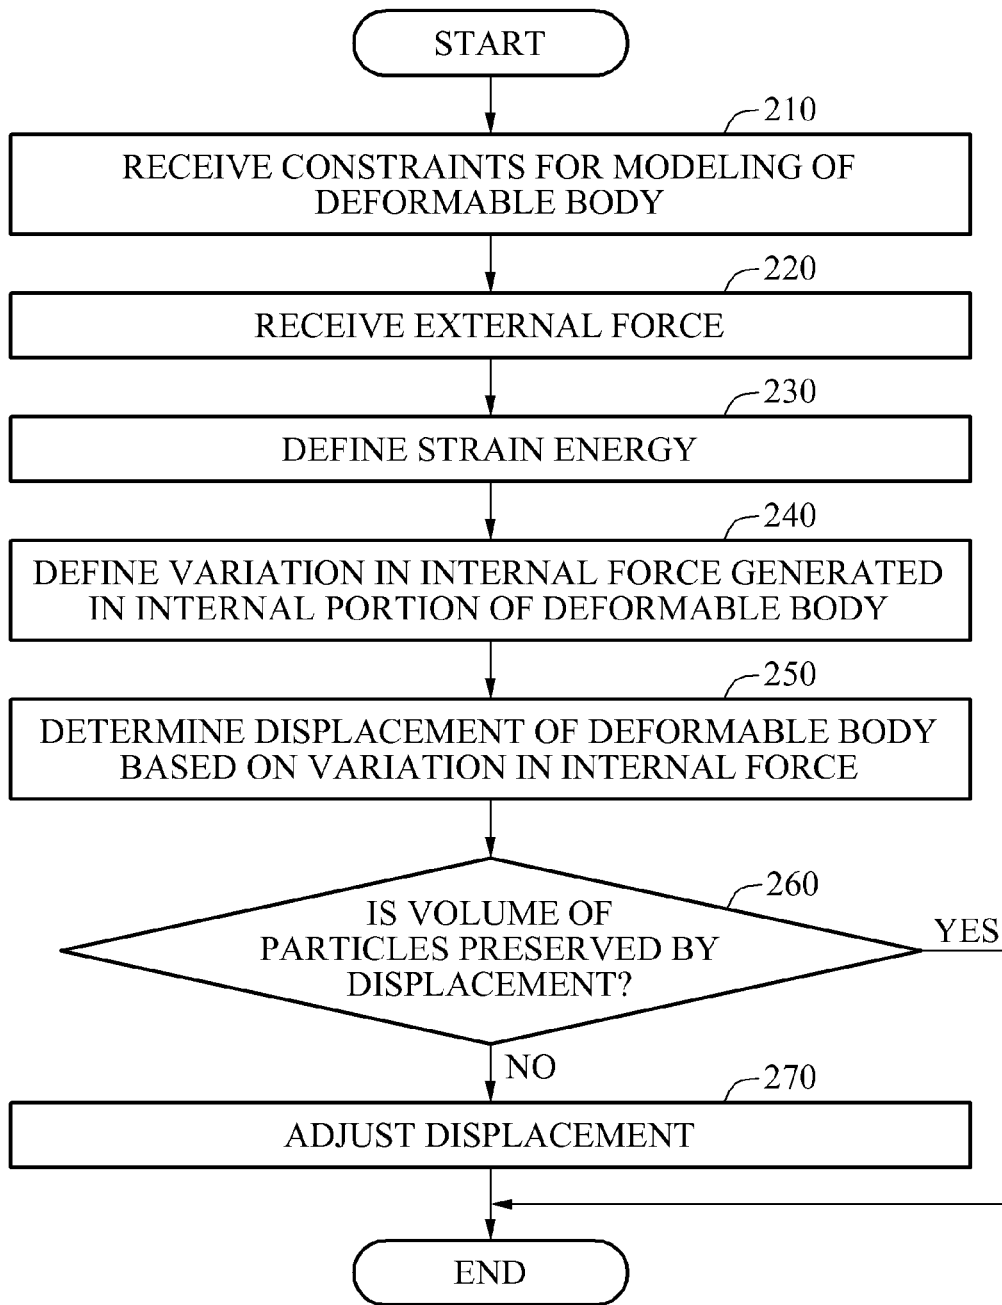 START
210
RECEIVE CONSTRAINTS FOR MODELING OF
DEFORMABLE BODY
220
RECEIVE EXTERNAL FORCE
230
DEFINE STRAIN ENERGY
240
DEFINE VARIATION IN INTERNAL FORCE GENERATED
IN INTERNAL PORTION OF DEFORMABLE BODY
250
DETERMINE DISPLACEMENT OF DEFORMABLE BODY
BASED ON VARIATION IN INTERNAL FORCE
260
IS VOLUME OF
PARTICLES PRESERVED BY
DISPLACEMENT?
YES
NO
270
ADJUST DISPLACEMENT
END